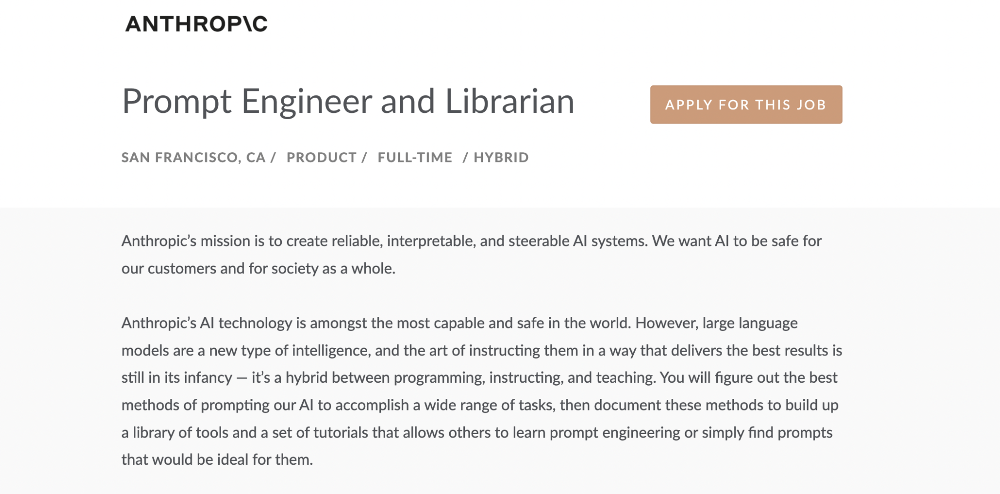 ANTHROP\C
Prompt Engineer and Librarian
APPLY FOR THIS JOB
SAN FRANCISCO, CA / PRODUCT / FULL-TIME / HYBRID
Anthropic’s mission is to create reliable, interpretable, and steerable AI systems. We want AI to be safe for
our customers and for society as a whole.
Anthropic’s AI technology is amongst the most capable and safe in the world. However, large language
models are a new type of intelligence, and the art of instructing them in a way that delivers the best results is
still in its infancy — it’s a hybrid between programming, instructing, and teaching. You will figure out the best
methods of prompting our AI to accomplish a wide range of tasks, then document these methods to build up
a library of tools and a set of tutorials that allows others to learn prompt engineering or simply find prompts
that would be ideal for them.